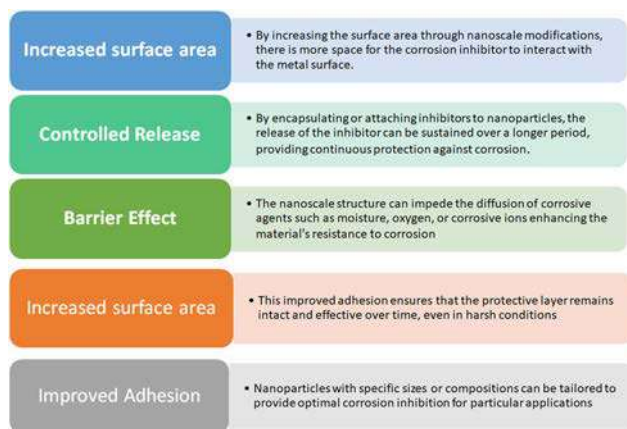 Increased surface area
• By increasing the surface area through nanoscale modifications,
there is more space for the corrosion inhibitor to interact with
the metal surface.
Controlled Release
• By encapsulating or attaching inhibitors to nanoparticles, the
release of the inhibitor can be sustained over a longer period,
providing continuous protection against corrosion.
Barrier Effect
• The nanoscale structure can impede the diffusion of corrosive
agents such as moisture, oxygen, or corrosive ions enhancing the
material's resistance to corrosion
Increased surface area
• This improved adhesion ensures that the protective layer remains
intact and effective over time, even in harsh conditions
Improved Adhesion
• Nanoparticles with specific sizes or compositions can be tailored to
provide optimal corrosion inhibition for particular applications